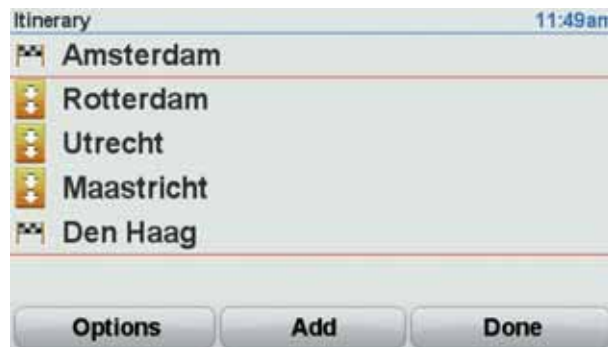 Itinerary 11:49am
Amsterdam
Rotterdam
Utrecht
Maastricht
Den Haag
Options Add Done